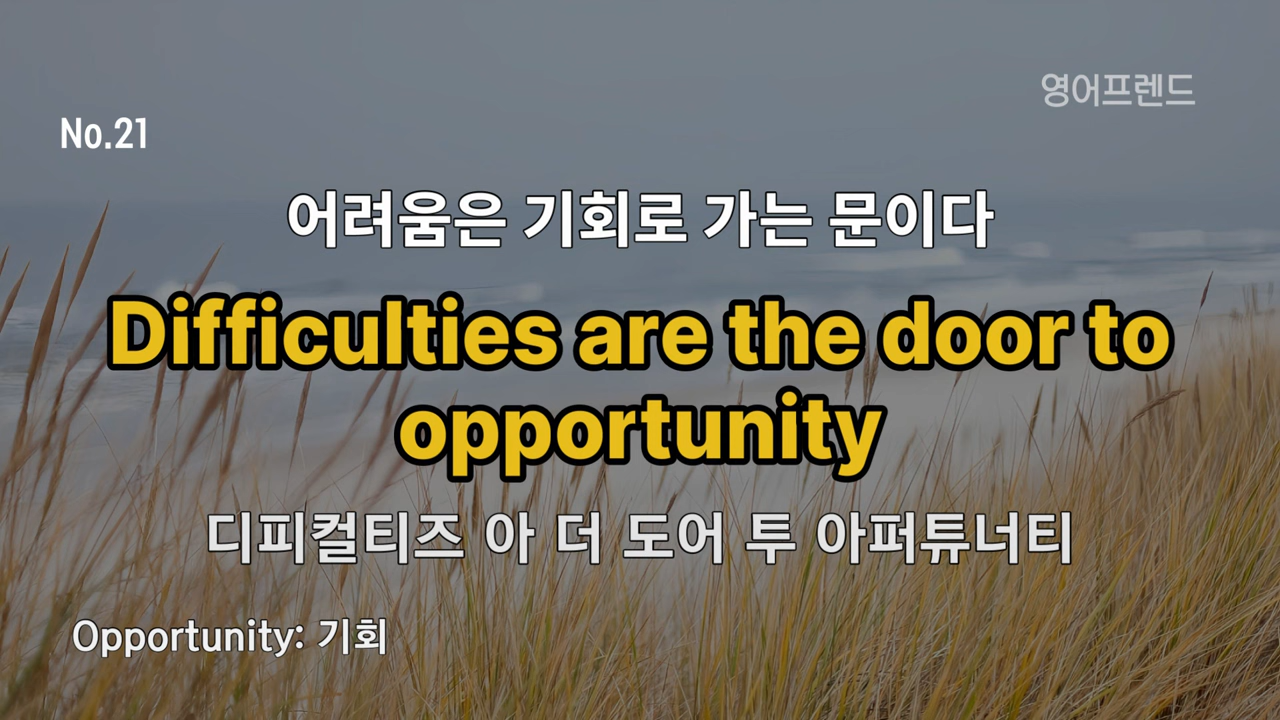 영어프렌드
No.21
어려움은 기회로 가는 문이다
Difficulties are the door to
opportunity
디피컬티즈 아 더 도어 투 아퍼튜너티
Opportunity: 기회